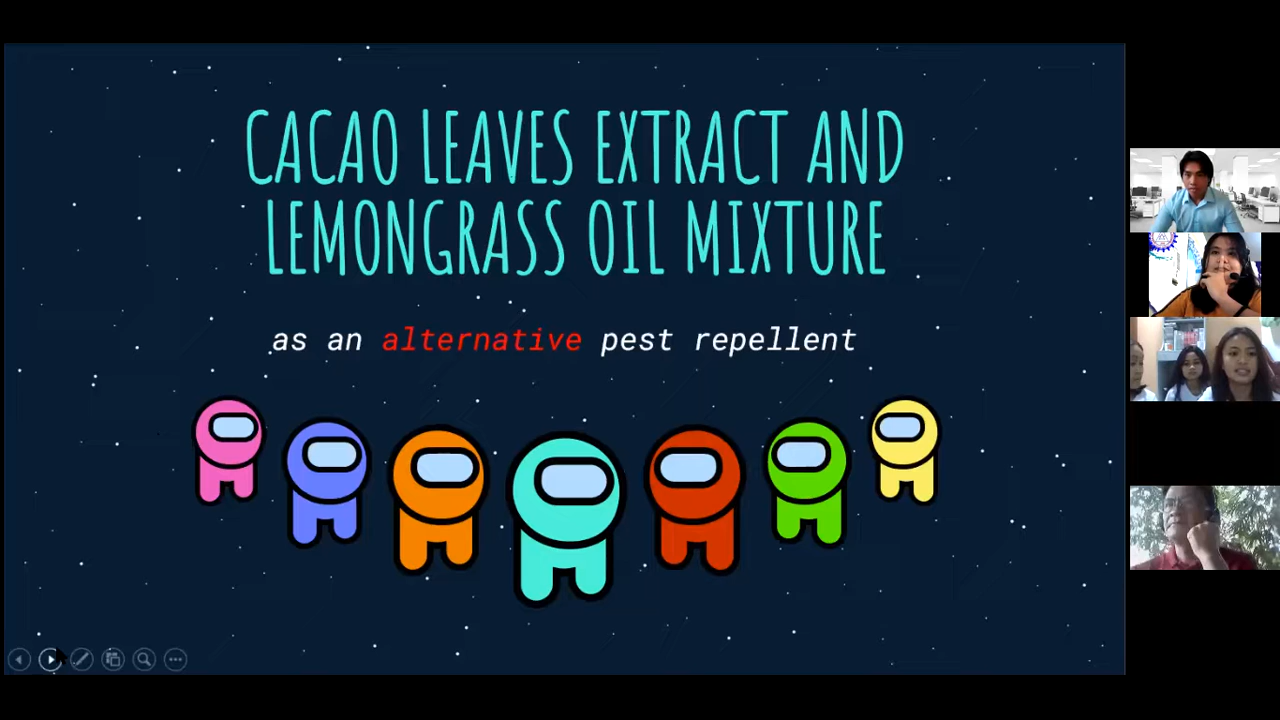 CACAO LEAVES EXTRACT AND
LEMONGRASS OIL MIXTURE
as an alternative pest repellent